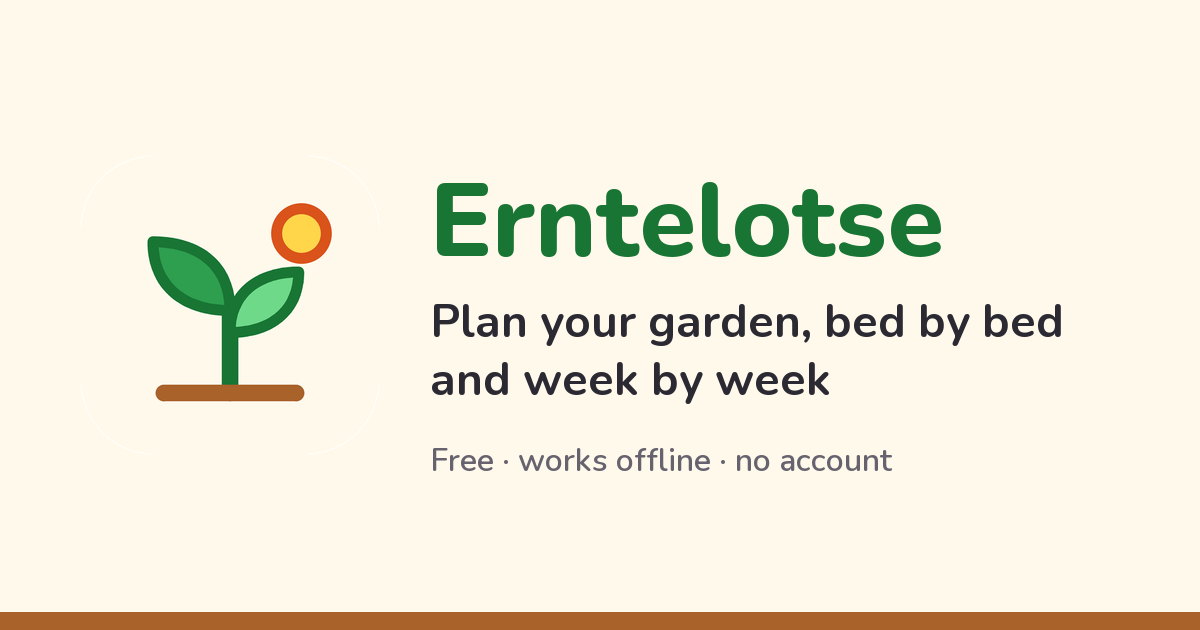 Erntelotse
Plan your garden, bed by bed
and week by week
Free · works offline · no account